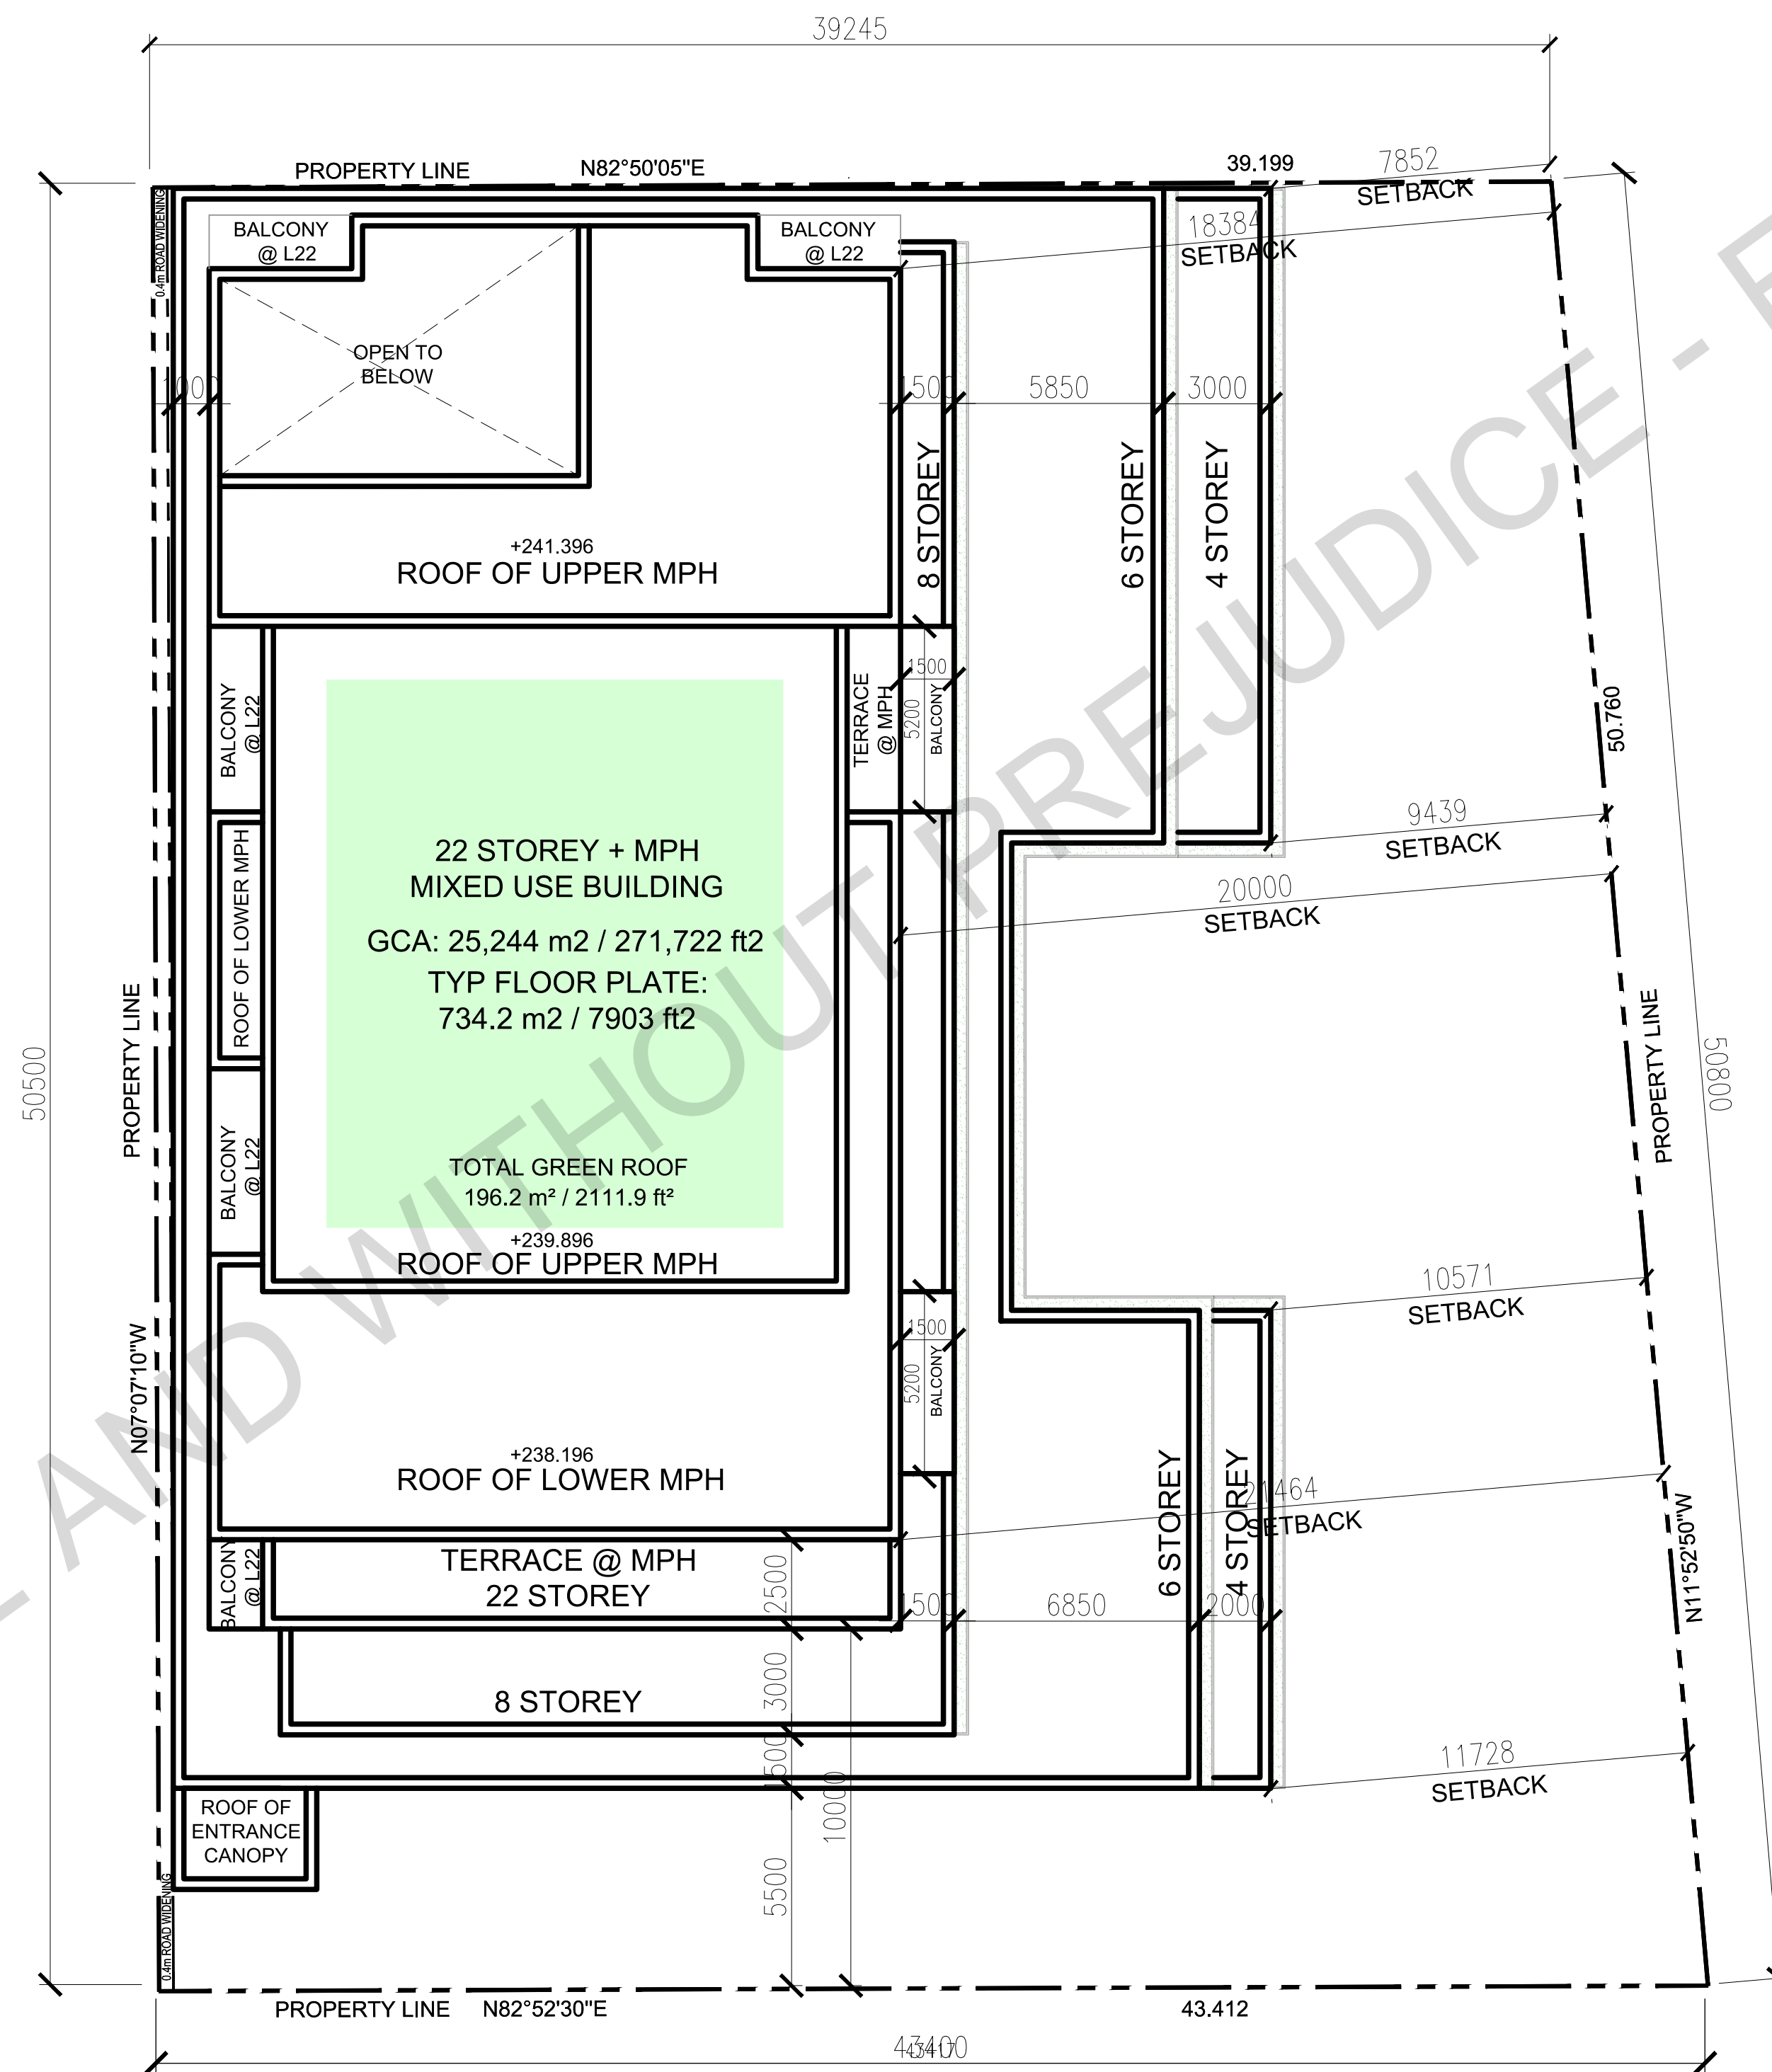 39245
PROPERTY LINE N82°50'05"E 39.199
7852
SETBACK
0.4m ROAD WIDENING
BALCONY
@ L22
BALCONY
@ L22
18384
SETBACK
OPEN TO
BELOW
1000
1500
5850
3000
8 STOREY
6 STOREY
4 STOREY
+241.396
ROOF OF UPPER MPH
BALCONY
@ L22
TERRACE
@ MPH
1500
5200
BALCONY
50.760
ROOF OF LOWER MPH
22 STOREY + MPH
MIXED USE BUILDING
GCA: 25,244 m2 / 271,722 ft2
TYP FLOOR PLATE:
734.2 m2 / 7903 ft2
9439
SETBACK
20000
SETBACK
PROPERTY LINE
50500
PROPERTY LINE
50800
BALCONY
@ L22
TOTAL GREEN ROOF
196.2 m² / 2111.9 ft²
+239.896
ROOF OF UPPER MPH
10571
SETBACK
N07°07'10"W
1500
5200
BALCONY
+238.196
ROOF OF LOWER MPH
6 STOREY
4 STOREY
21464
SETBACK
N11°52'50"W
BALCONY
@ L22
TERRACE @ MPH
22 STOREY
2500
1500
6850
2000
8 STOREY
3000
1500
10000
5500
11728
SETBACK
ROOF OF
ENTRANCE
CANOPY
0.4m ROAD WIDENING
PROPERTY LINE N82°52'30"E 43.412
43400
43417
AND WITHOUT PREJUDICE -